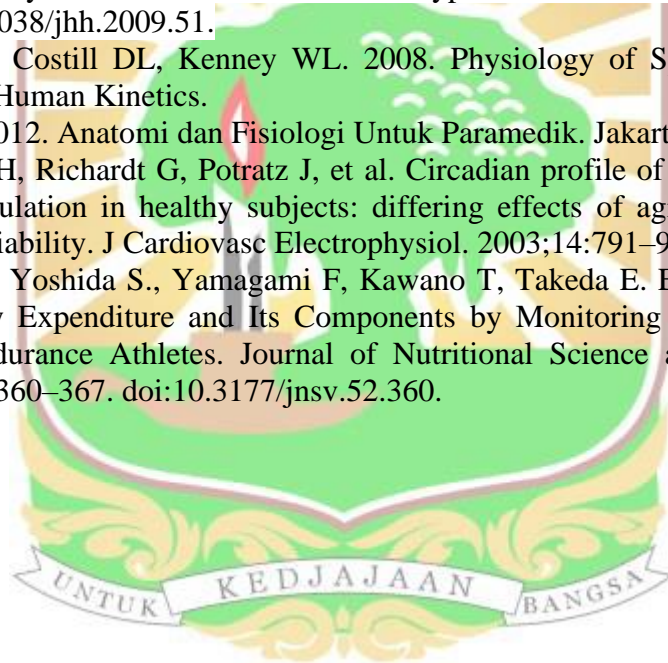 038/jhh.2009.51.
Costill DL, Kenney WL. 2008. Physiology of S
Human Kinetics.
012. Anatomi dan Fisiologi Untuk Paramedik. Jakart
H, Richardt G, Potratz J, et al. Circadian profile of
ulation in healthy subjects: differing effects of ag
iability. J Cardiovasc Electrophysiol. 2003;14:791–9
Yoshida S., Yamagami F, Kawano T, Takeda E. E
y Expenditure and Its Components by Monitoring
durance Athletes. Journal of Nutritional Science a
360–367. doi:10.3177/jnsv.52.360.
UNTUK KEDJAJAAN BANGSA